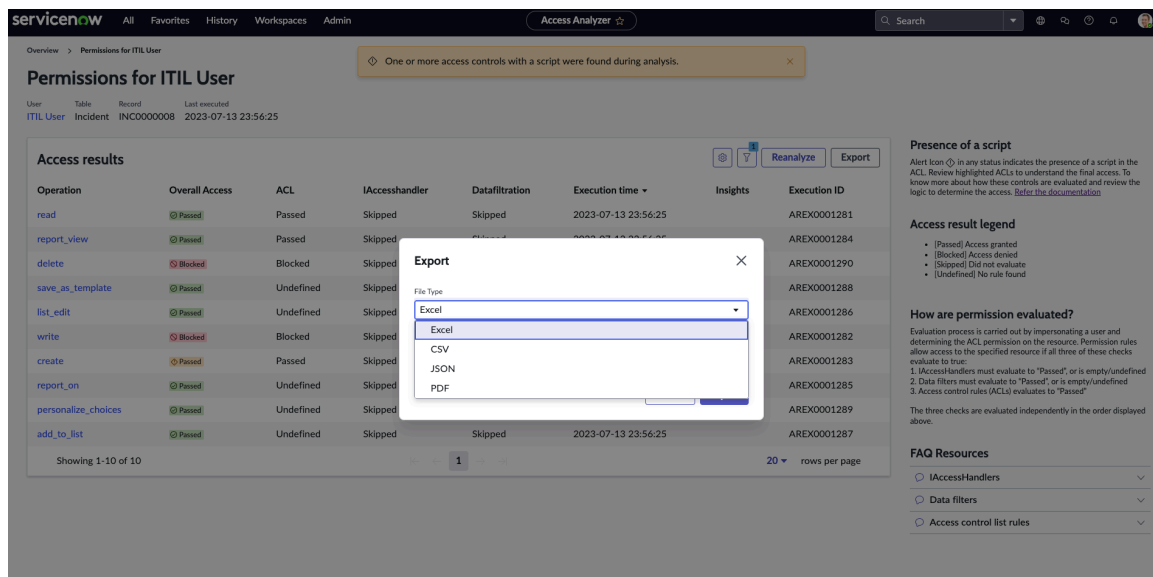 servicenow All Favorites History Workspaces Admin Access Analyzer Search
Overview > Permissions for ITIL User
One or more access controls with a script were found during analysis.
Permissions for ITIL User
User Table Record Last executed
ITIL User Incident INC0000008 2023-07-13 23:56:25
Access results 1 Reanalyze Export
Operation Overall Access ACL IAccesshandler Datafiltration Execution time Insights Execution ID
read Passed Passed Skipped Skipped 2023-07-13 23:56:25 AREX0001281
report_view Passed Passed Skipped AREX0001284
delete Blocked Blocked Skipped AREX0001290
save_as_template Passed Undefined Skipped AREX0001288
list_edit Passed Undefined Skipped AREX0001286
write Blocked Blocked Skipped AREX0001282
create Passed Passed Skipped AREX0001283
report_on Passed Undefined Skipped AREX0001285
personalize_choices Passed Undefined Skipped AREX0001289
add_to_list Passed Undefined Skipped Skipped 2023-07-13 23:56:25 AREX0001287
Showing 1-10 of 10 1 20 rows per page
Export
File Type
Excel
Excel
CSV
JSON
PDF
Presence of a script
Alert Icon in any status indicates the presence of a script in the
ACL. Review highlighted ACLs to understand the final access. To
know more about how these controls are evaluated and review the
logic to determine the access. Refer the documentation
Access result legend
• [Passed] Access granted
• [Blocked] Access denied
• [Skipped] Did not evaluate
• [Undefined] No rule found
How are permission evaluated?
Evaluation process is carried out by impersonating a user and
determining the ACL permission on the resource. Permission rules
allow access to the specified resource if all three of these checks
evaluate to true:
1. IAccessHandlers must evaluate to "Passed", or is empty/undefined
2. Data filters must evaluate to "Passed", or is empty/undefined
3. Access control rules (ACLs) evaluates to "Passed"
The three checks are evaluated independently in the order displayed
above.
FAQ Resources
IAccessHandlers
Data filters
Access control list rules